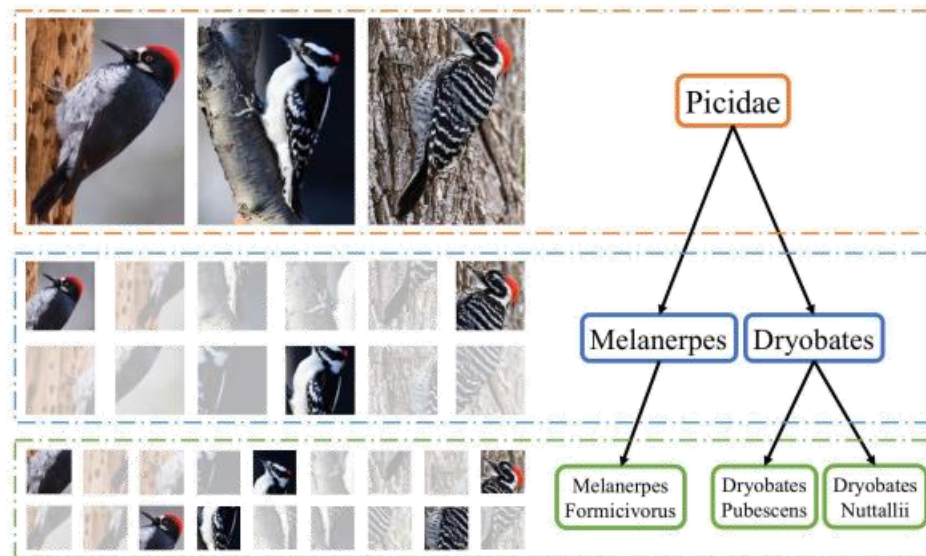 Picidae
Melanerpes
Dryobates
Melanerpes
Formicivorus
Dryobates
Pubescens
Dryobates
Nuttallii